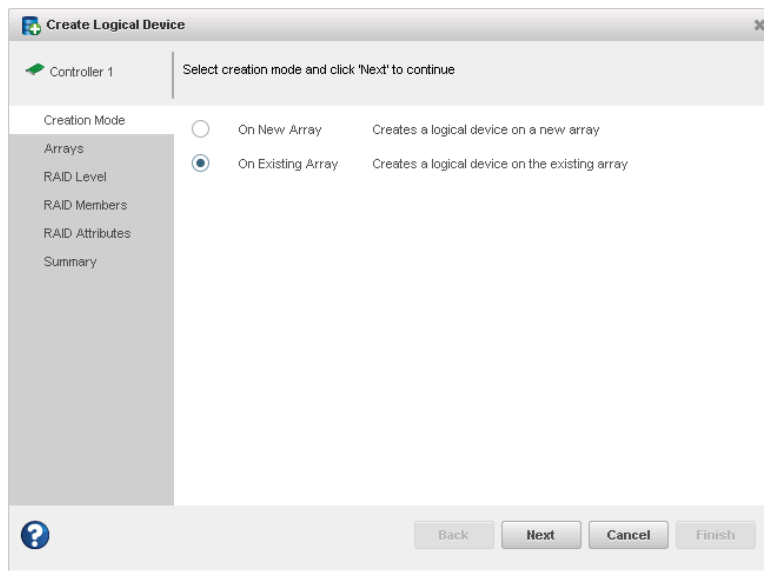 Create Logical Device
Controller 1
Select creation mode and click 'Next' to continue
Creation Mode
Arrays
RAID Level
RAID Members
RAID Attributes
Summary
On New Array Creates a logical device on a new array
On Existing Array Creates a logical device on the existing array
Back Next Cancel Finish